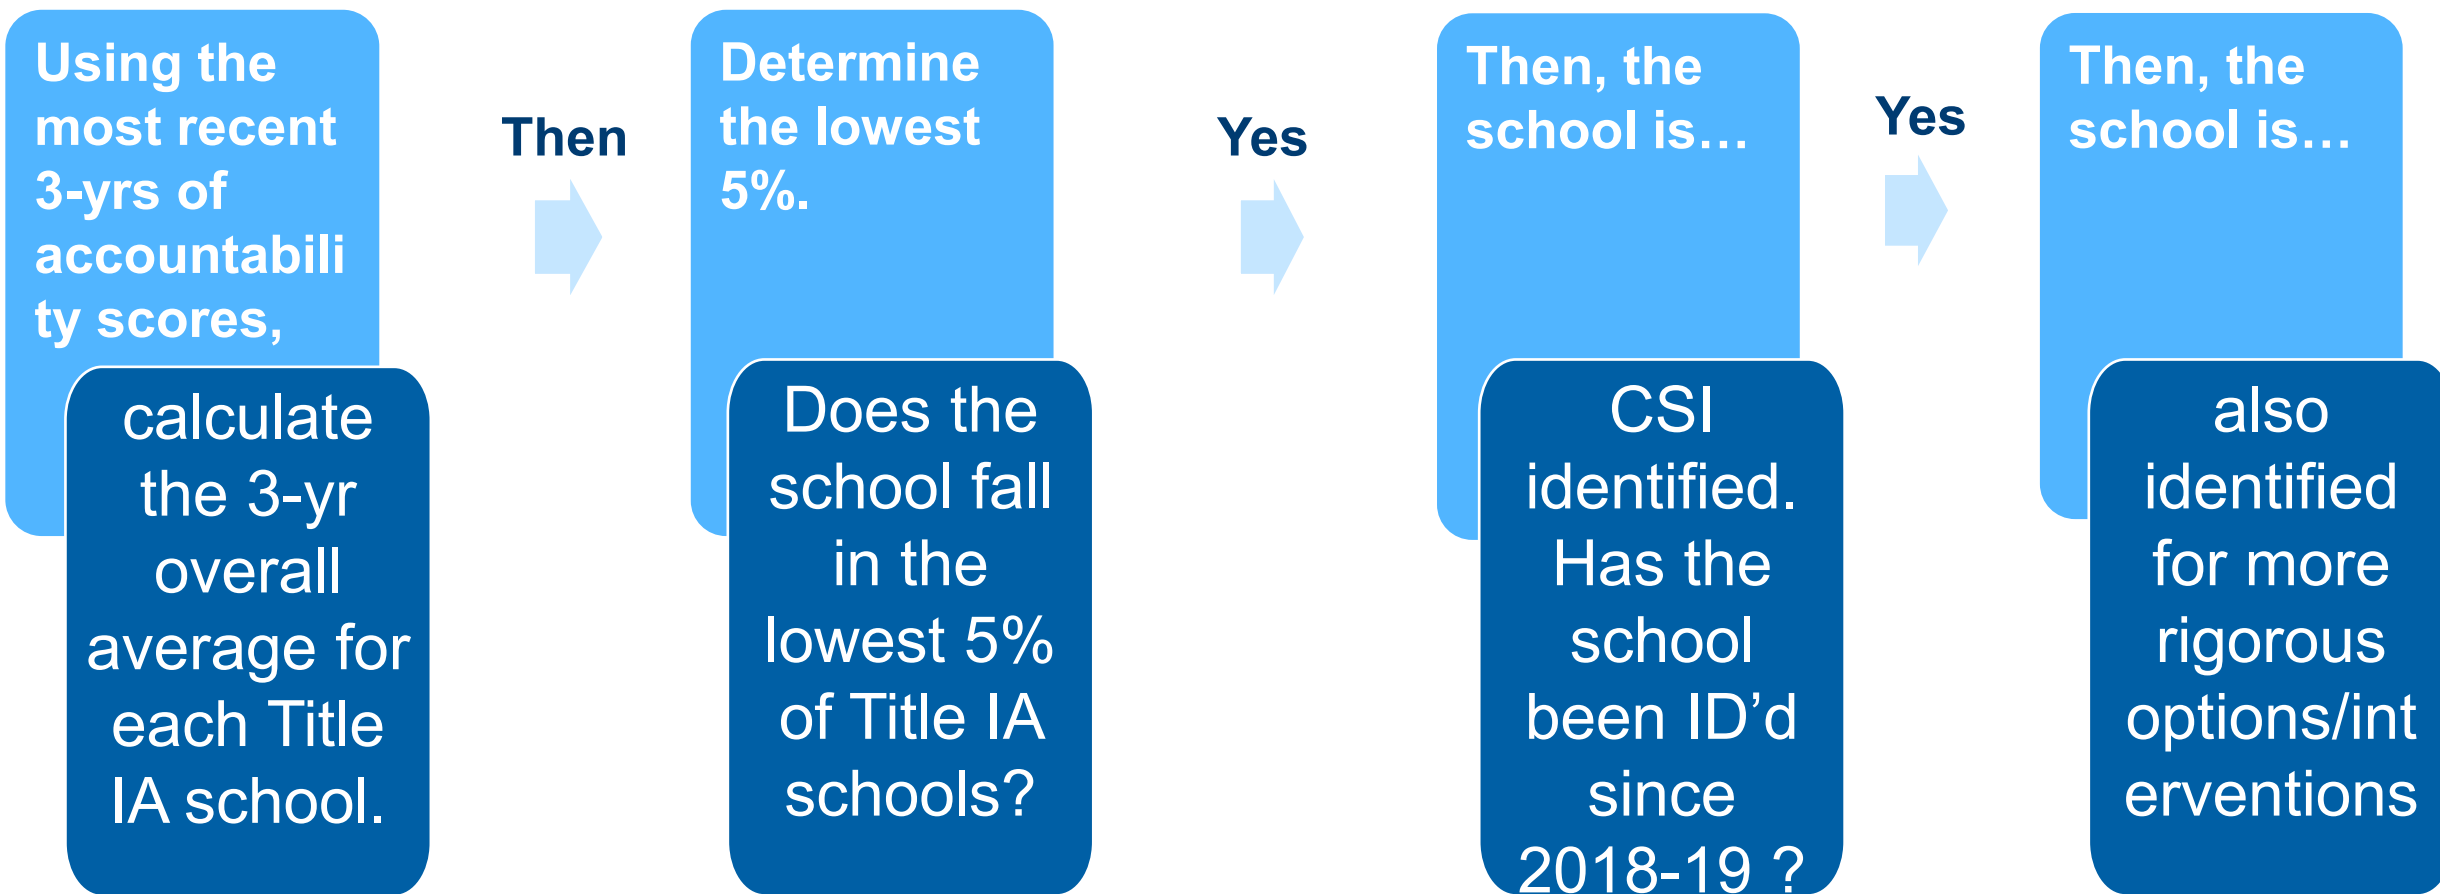 Using the
most recent
3-yrs of
accountabili
ty scores,
calculate
the 3-yr
overall
average for
each Title
IA school.
Then
Determine
the lowest
5%.
Does the
school fall
in the
lowest 5%
of Title IA
schools?
Yes
Then, the
school is…
CSI
identified.
Has the
school
been ID’d
since
2018-19 ?
Yes
Then, the
school is…
also
identified
for more
rigorous
options/int
erventions